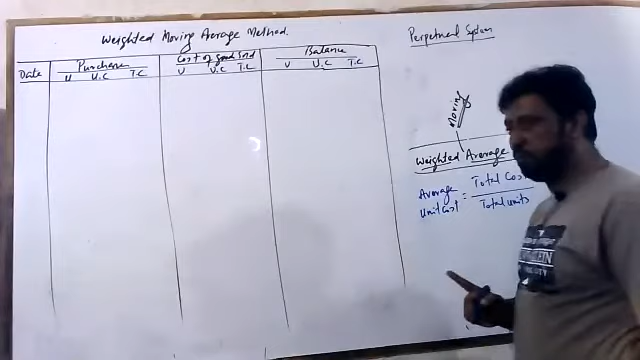 Weighted Moving Average Method.
Perpetual System
Date
Purchase
Cost of good Sold
Balance
U U.C T.C
U U.C T.C
U U.C T.C
Moving
Weighted Average
Average Unit Cost = Total Cost
Total units